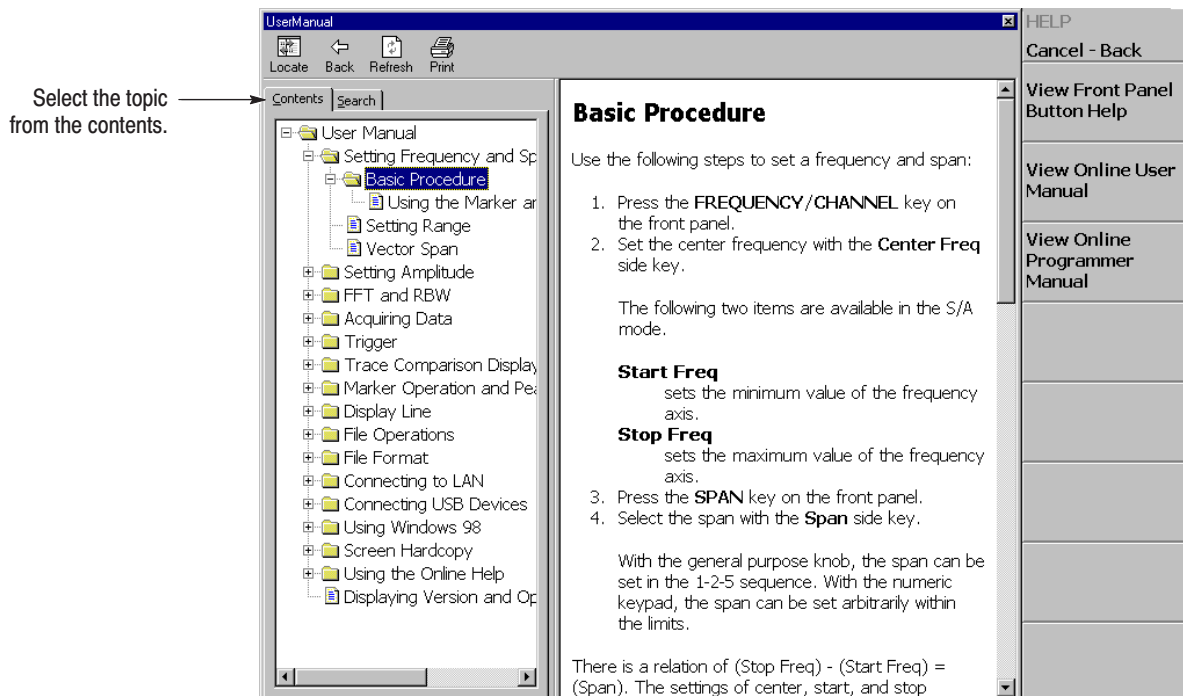 Select the topic
from the contents.
UserManual
Locate Back Refresh Print
Contents Search
User Manual
Setting Frequency and Sp
Basic Procedure
Using the Marker an
Setting Range
Vector Span
Setting Amplitude
FFT and RBW
Acquiring Data
Trigger
Trace Comparison Display
Marker Operation and Pea
Display Line
File Operations
File Format
Connecting to LAN
Connecting USB Devices
Using Windows 98
Screen Hardcopy
Using the Online Help
Displaying Version and Op
Basic Procedure
Use the following steps to set a frequency and span:
1. Press the FREQUENCY/CHANNEL key on
the front panel.
2. Set the center frequency with the Center Freq
side key.
The following two items are available in the S/A
mode.
Start Freq
sets the minimum value of the frequency
axis.
Stop Freq
sets the maximum value of the frequency
axis.
3. Press the SPAN key on the front panel.
4. Select the span with the Span side key.
With the general purpose knob, the span can be
set in the 1-2-5 sequence. With the numeric
keypad, the span can be set arbitrarily within
the limits.
There is a relation of (Stop Freq) - (Start Freq) =
(Span). The settings of center, start, and stop
HELP
Cancel - Back
View Front Panel
Button Help
View Online User
Manual
View Online
Programmer
Manual